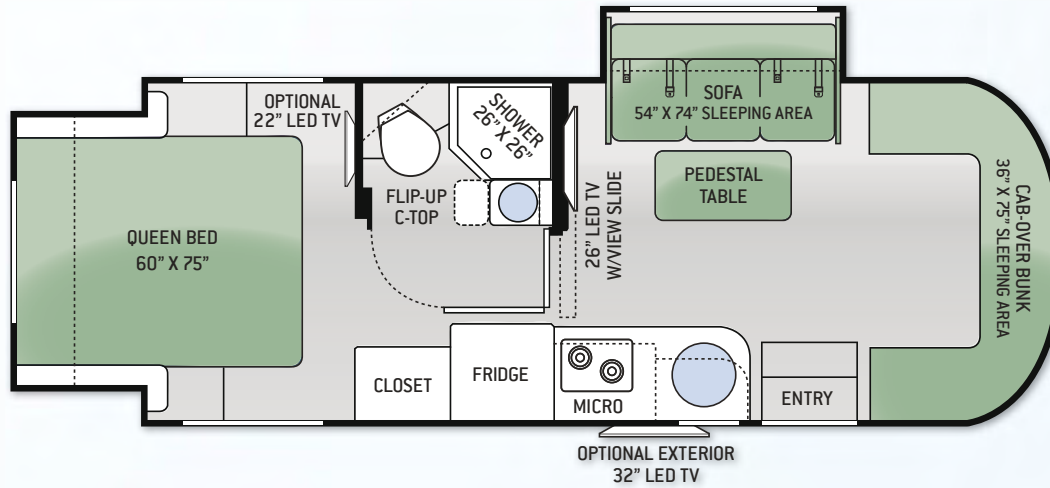 OPTIONAL
22” LED TV
SHOWER
26” X 26”
SOFA
54” X 74” SLEEPING AREA
FLIP-UP
C-TOP
PEDESTAL
TABLE
26” LED TV
W/VIEW SLIDE
CAB-OVER BUNK
36” X 75” SLEEPING AREA
QUEEN BED
60” X 75”
CLOSET
FRIDGE
MICRO
ENTRY
OPTIONAL EXTERIOR
32” LED TV